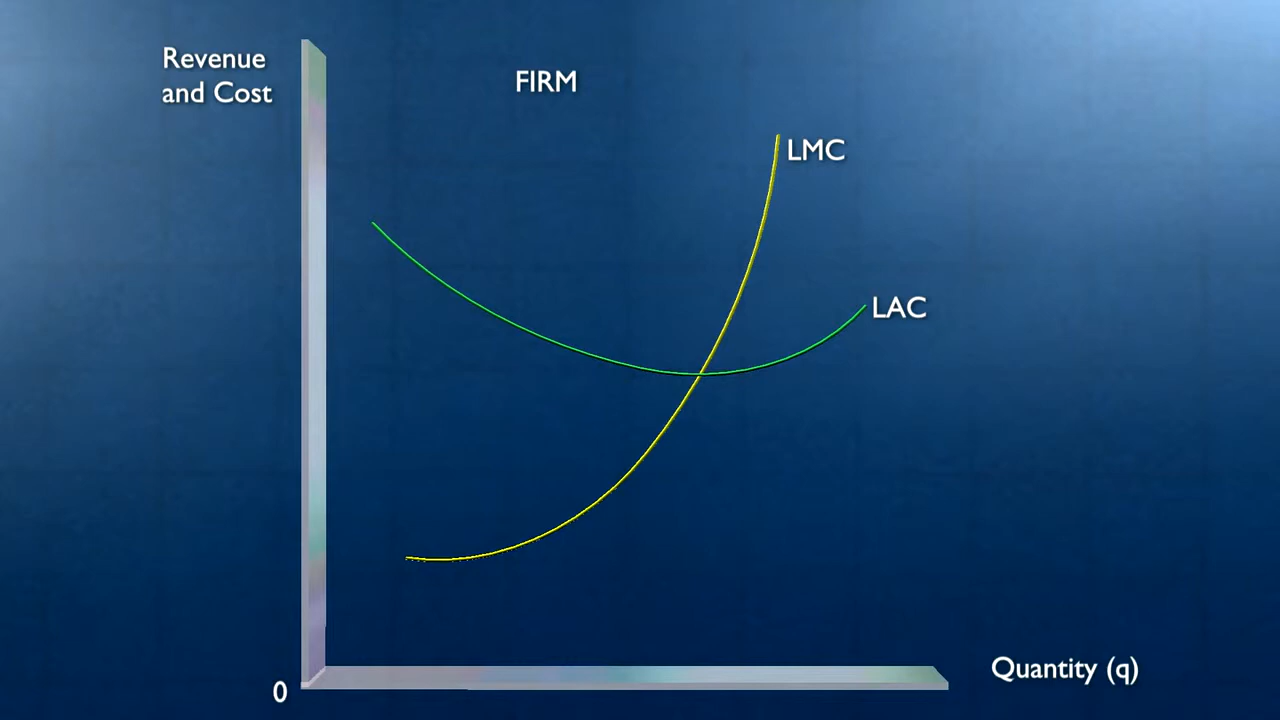 Revenue
and Cost
FIRM
LMC
LAC
Quantity (q)
0